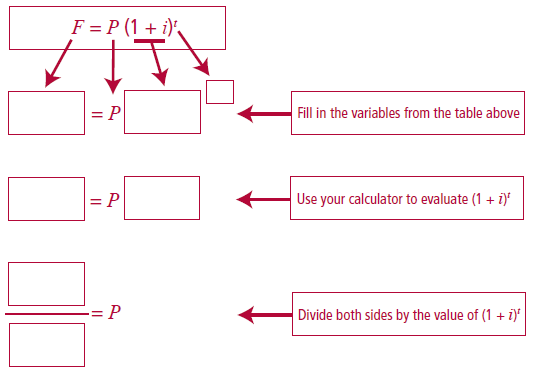 F = P (1 + i)ᵗ
= P
Fill in the variables from the table above
= P
Use your calculator to evaluate (1 + i)ᵗ
= P
Divide both sides by the value of (1 + i)ᵗ